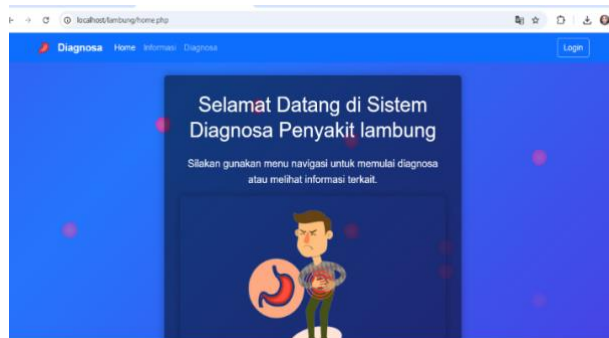 localhost/lambung/home.php
Diagnosa Home Informasi Diagnosa Login
Selamat Datang di Sistem
Diagnosa Penyakit lambung
Silakan gunakan menu navigasi untuk memulai diagnosa
atau melihat informasi terkait.